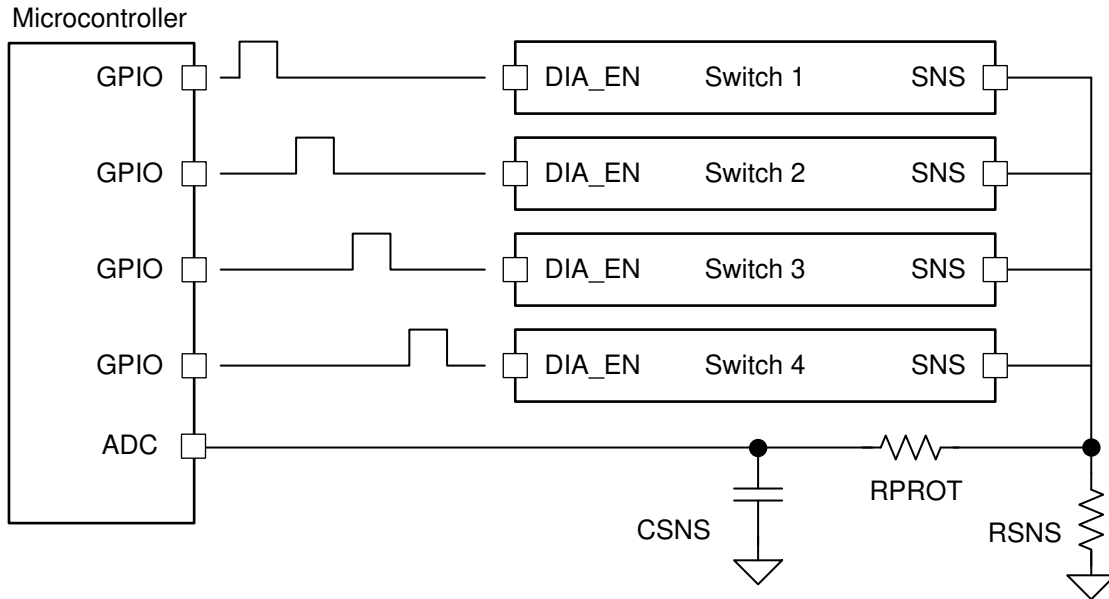 Microcontroller
GPIO DIA_EN Switch 1 SNS
GPIO DIA_EN Switch 2 SNS
GPIO DIA_EN Switch 3 SNS
GPIO DIA_EN Switch 4 SNS
ADC
RPROT
CSNS
RSNS